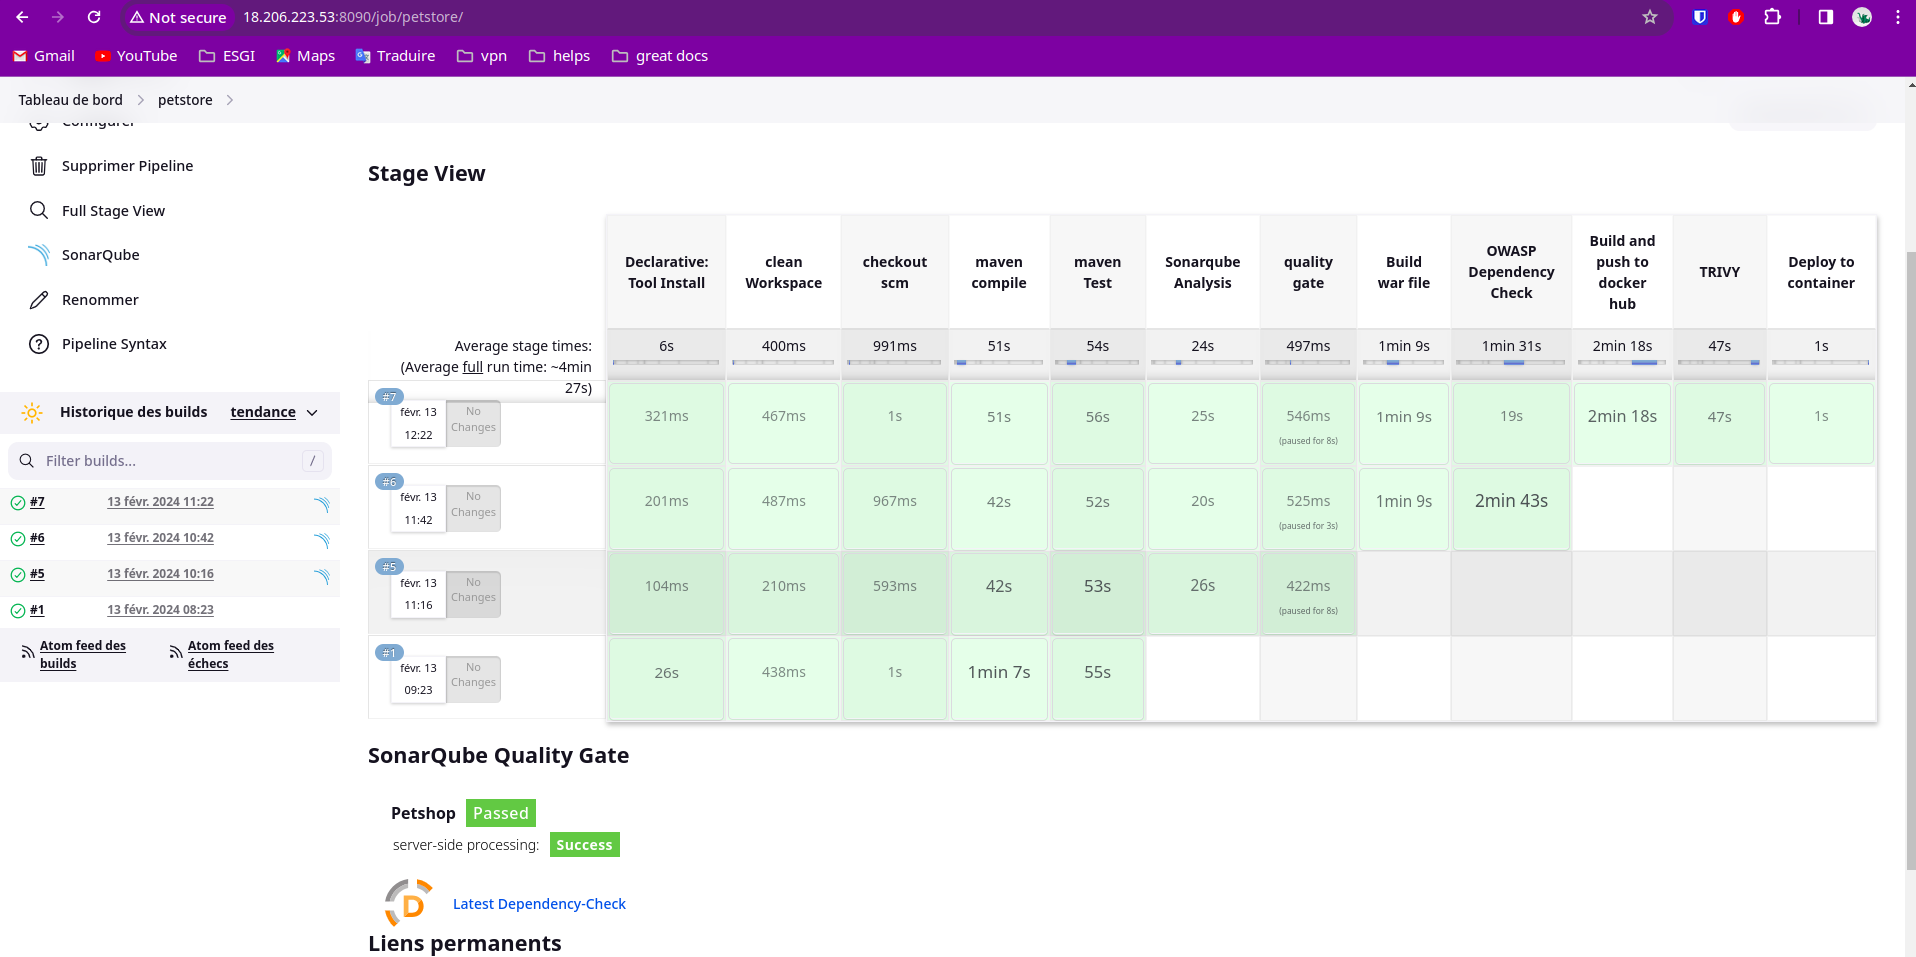 Not secure 18.206.223.53:8090/job/petstore/
Gmail YouTube ESGI Maps Traduire vpn helps great docs
Tableau de bord petstore
Configurer
Supprimer Pipeline
Full Stage View
SonarQube
Renommer
Pipeline Syntax
Historique des builds tendance
Filter builds... /
#7 13 févr. 2024 11:22
#6 13 févr. 2024 10:42
#5 13 févr. 2024 10:16
#1 13 févr. 2024 08:23
Atom feed des
builds
Atom feed des
échecs
Stage View
Declarative:
Tool Install
clean
Workspace
checkout
scm
maven
compile
maven
Test
Sonarqube
Analysis
quality
gate
Build
war file
OWASP
Dependency
Check
Build and
push to
docker
hub
TRIVY
Deploy to
container
Average stage times:
(Average full run time: ~4min
27s)
6s 400ms 991ms 51s 54s 24s 497ms 1min 9s 1min 31s 2min 18s 47s 1s
#7
févr. 13
12:22
No
Changes
321ms 467ms 1s 51s 56s 25s 546ms 1min 9s 19s 2min 18s 47s 1s
(paused for 8s)
#6
févr. 13
11:42
No
Changes
201ms 487ms 967ms 42s 52s 20s 525ms 1min 9s 2min 43s
(paused for 3s)
#5
févr. 13
11:16
No
Changes
104ms 210ms 593ms 42s 53s 26s 422ms
(paused for 8s)
#1
févr. 13
09:23
No
Changes
26s 438ms 1s 1min 7s 55s
SonarQube Quality Gate
Petshop Passed
server-side processing: Success
D
Latest Dependency-Check
Liens permanents